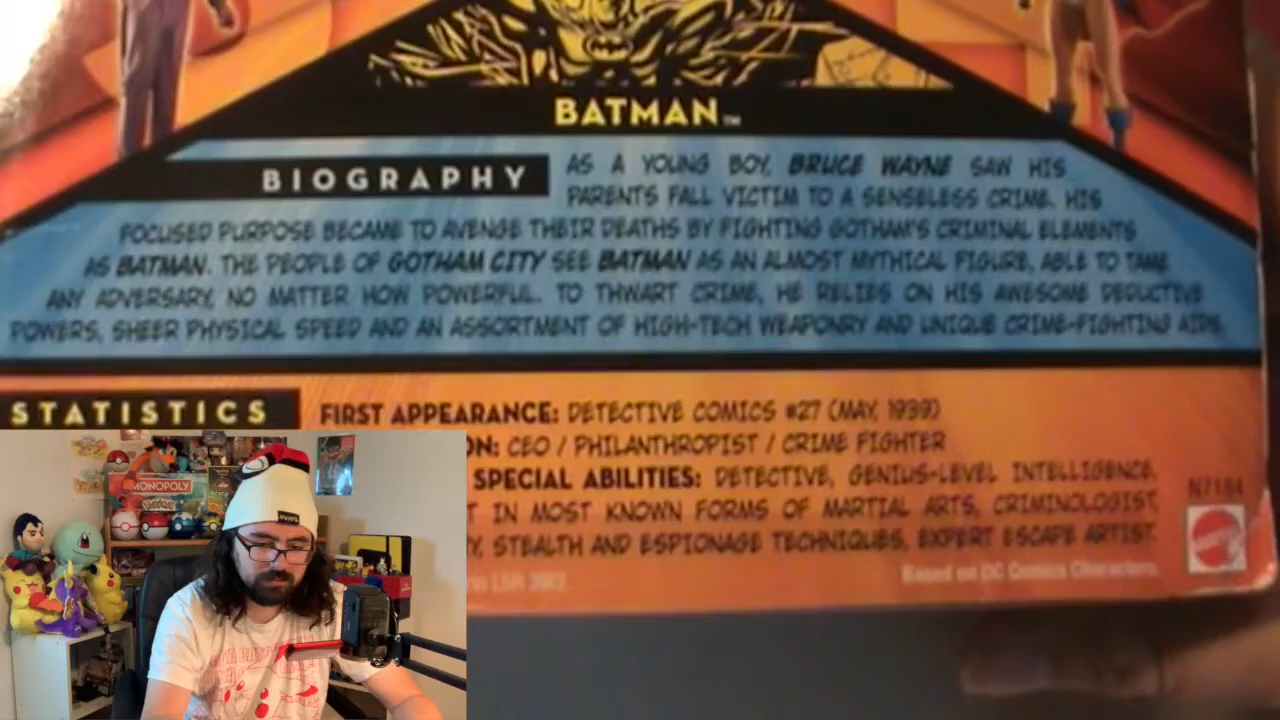 BATMAN™
BIOGRAPHY
AS A YOUNG BOY, BRUCE WAYNE SAW HIS
PARENTS FALL VICTIM TO A SENSELESS CRIME. HIS
FOCUSED PURPOSE BECAME TO AVENGE THEIR DEATHS BY FIGHTING GOTHAM'S CRIMINAL ELEMENTS
AS BATMAN. THE PEOPLE OF GOTHAM CITY SEE BATMAN AS AN ALMOST MYTHICAL FIGURE, ABLE TO TAME
ANY ADVERSARY, NO MATTER HOW POWERFUL. TO THWART CRIME, HE RELIES ON HIS AWESOME DEDUCTIVE
POWERS, SHEER PHYSICAL SPEED AND AN ASSORTMENT OF HIGH-TECH WEAPONRY AND UNIQUE CRIME-FIGHTING AIDS.
STATISTICS
FIRST APPEARANCE: DETECTIVE COMICS #27 (MAY, 1939)
ON: CEO / PHILANTHROPIST / CRIME FIGHTER
SPECIAL ABILITIES: DETECTIVE, GENIUS-LEVEL INTELLIGENCE,
T IN MOST KNOWN FORMS OF MARTIAL ARTS, CRIMINOLOGIST,
Y, STEALTH AND ESPIONAGE TECHNIQUES, EXPERT ESCAPE ARTIST.
Based on DC Comics Characters.
N7184
MATTEL
MONOPOLY